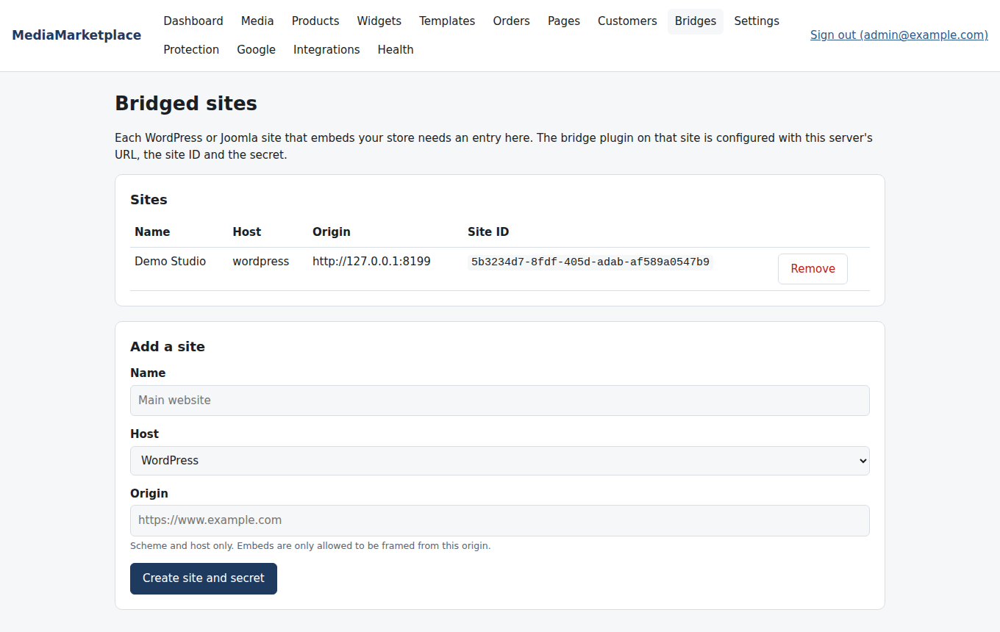 MediaMarketplace
Dashboard Media Products Widgets Templates Orders Pages Customers Bridges Settings
Protection Google Integrations Health
Sign out (admin@example.com)
Bridged sites
Each WordPress or Joomla site that embeds your store needs an entry here. The bridge plugin on that site is configured with this server's
URL, the site ID and the secret.
Sites
Name Host Origin Site ID
Demo Studio wordpress http://127.0.0.1:8199 5b3234d7-8fdf-405d-adab-af589a0547b9 Remove
Add a site
Name
Main website
Host
WordPress
Origin
https://www.example.com
Scheme and host only. Embeds are only allowed to be framed from this origin.
Create site and secret